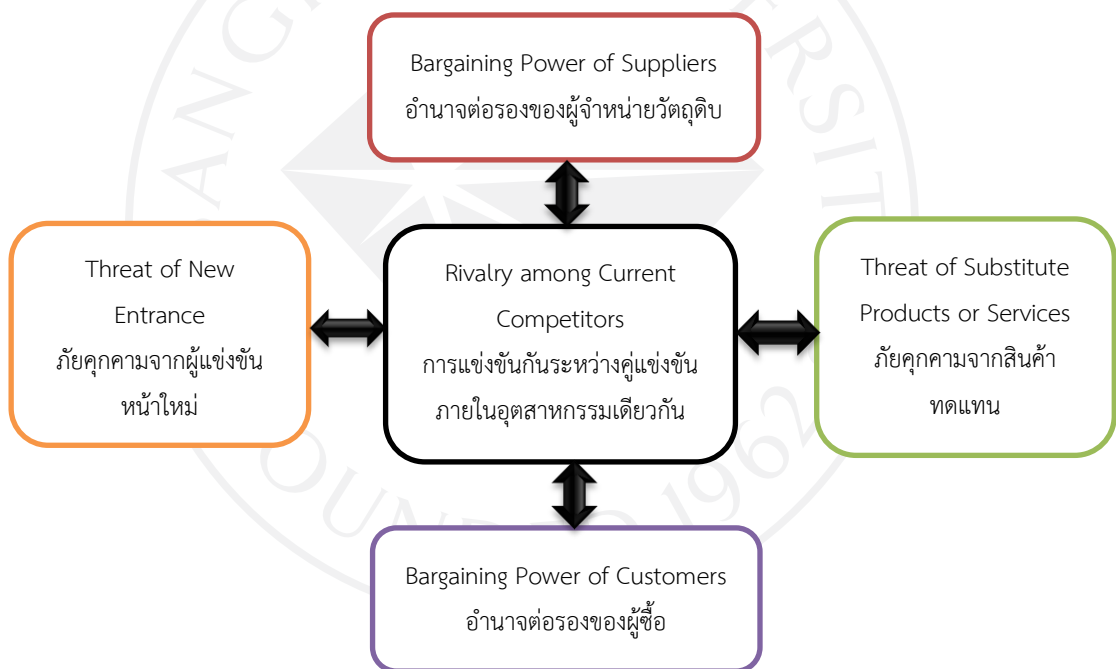 Bargaining Power of Suppliers
อำนาจต่อรองของผู้จำหน่ายวัตถุดิบ
Threat of New
Entrance
ภัยคุกคามจากผู้แข่งขัน
หน้าใหม่
Rivalry among Current
Competitors
การแข่งขันกันระหว่างคู่แข่งขัน
ภายในอุตสาหกรรมเดียวกัน
Threat of Substitute
Products or Services
ภัยคุกคามจากสินค้า
ทดแทน
Bargaining Power of Customers
อำนาจต่อรองของผู้ซื้อ
1962